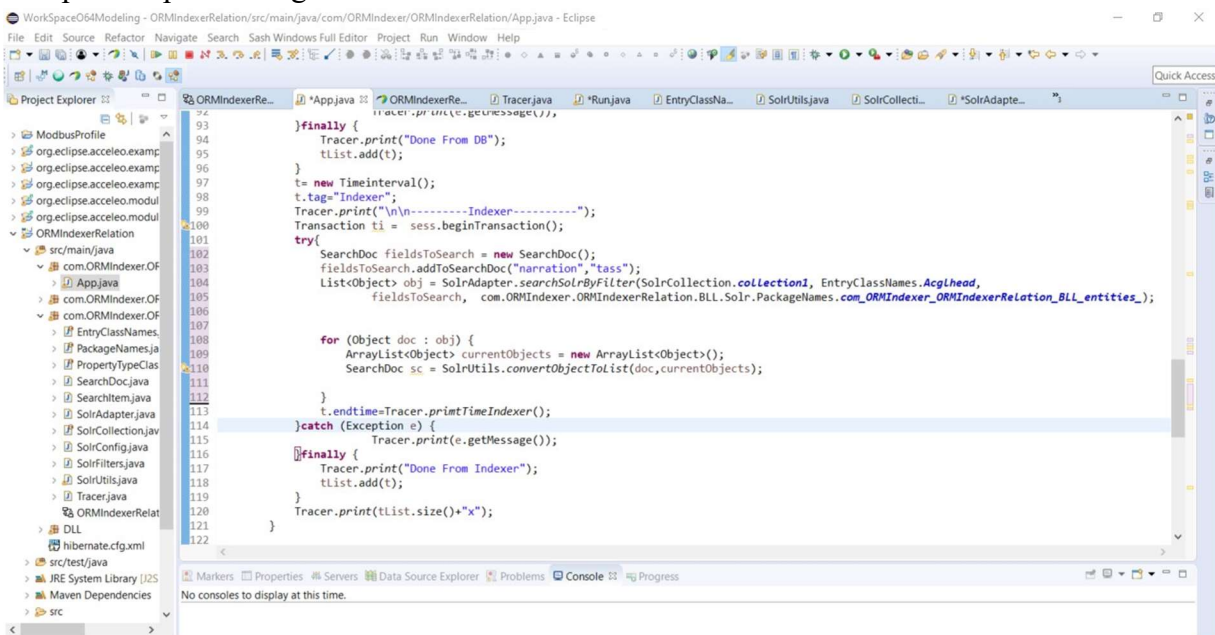 WorkSpaceO64Modeling - ORMIndexerRelation/src/main/java/com/ORMIndexer/ORMIndexerRelation/App.java - Eclipse
File Edit Source Refactor Navigate Search Sash Windows Full Editor Project Run Window Help
Quick Access
Project Explorer
ORMIndexerRe...
*App.java
ORMIndexerRe...
Tracer.java
*Run.java
EntryClassNa...
SolrUtils.java
SolrCollecti...
*SolrAdapte...
ModbusProfile
org.eclipse.acceleo.examp
org.eclipse.acceleo.examp
org.eclipse.acceleo.examp
org.eclipse.acceleo.modul
org.eclipse.acceleo.modul
ORMIndexerRelation
src/main/java
com.ORMIndexer.OF
App.java
com.ORMIndexer.OF
com.ORMIndexer.OF
EntryClassNames.
PackageNames.ja
PropertyTypeClas
SearchDoc.java
SearchItem.java
SolrAdapter.java
SolrCollection.jav
SolrConfig.java
SolrFilters.java
SolrUtils.java
Tracer.java
ORMIndexerRelat
DLL
hibernate.cfg.xml
src/test/java
JRE System Library [J2S
Maven Dependencies
src
92 Tracer.print(e.getMessage());
93 }finally {
94 Tracer.print("Done From DB");
95 tList.add(t);
96 }
97 t= new Timeinterval();
98 t.tag="Indexer";
99 Tracer.print("\n\n---------Indexer----------");
100 Transaction ti = sess.beginTransaction();
101 try{
102 SearchDoc fieldsToSearch = new SearchDoc();
103 fieldsToSearch.addToSearchDoc("narration","tass");
104 List<Object> obj = SolrAdapter.searchSolrByFilter(SolrCollection.collection1, EntryClassNames.Acglhead,
105 fieldsToSearch, com.ORMIndexer.ORMIndexerRelation.BLL.Solr.PackageNames.com_ORMIndexer_ORMIndexerRelation_BLL_entities_);
106
107
108 for (Object doc : obj) {
109 ArrayList<Object> currentObjects = new ArrayList<Object>();
110 SearchDoc sc = SolrUtils.convertObjectToList(doc,currentObjects);
111
112 }
113 t.endtime=Tracer.primtTimeIndexer();
114 }catch (Exception e) {
115 Tracer.print(e.getMessage());
116 }finally {
117 Tracer.print("Done From Indexer");
118 tList.add(t);
119 }
120 Tracer.print(tList.size()+"x");
121 }
122
Markers Properties Servers Data Source Explorer Problems Console Progress
No consoles to display at this time.